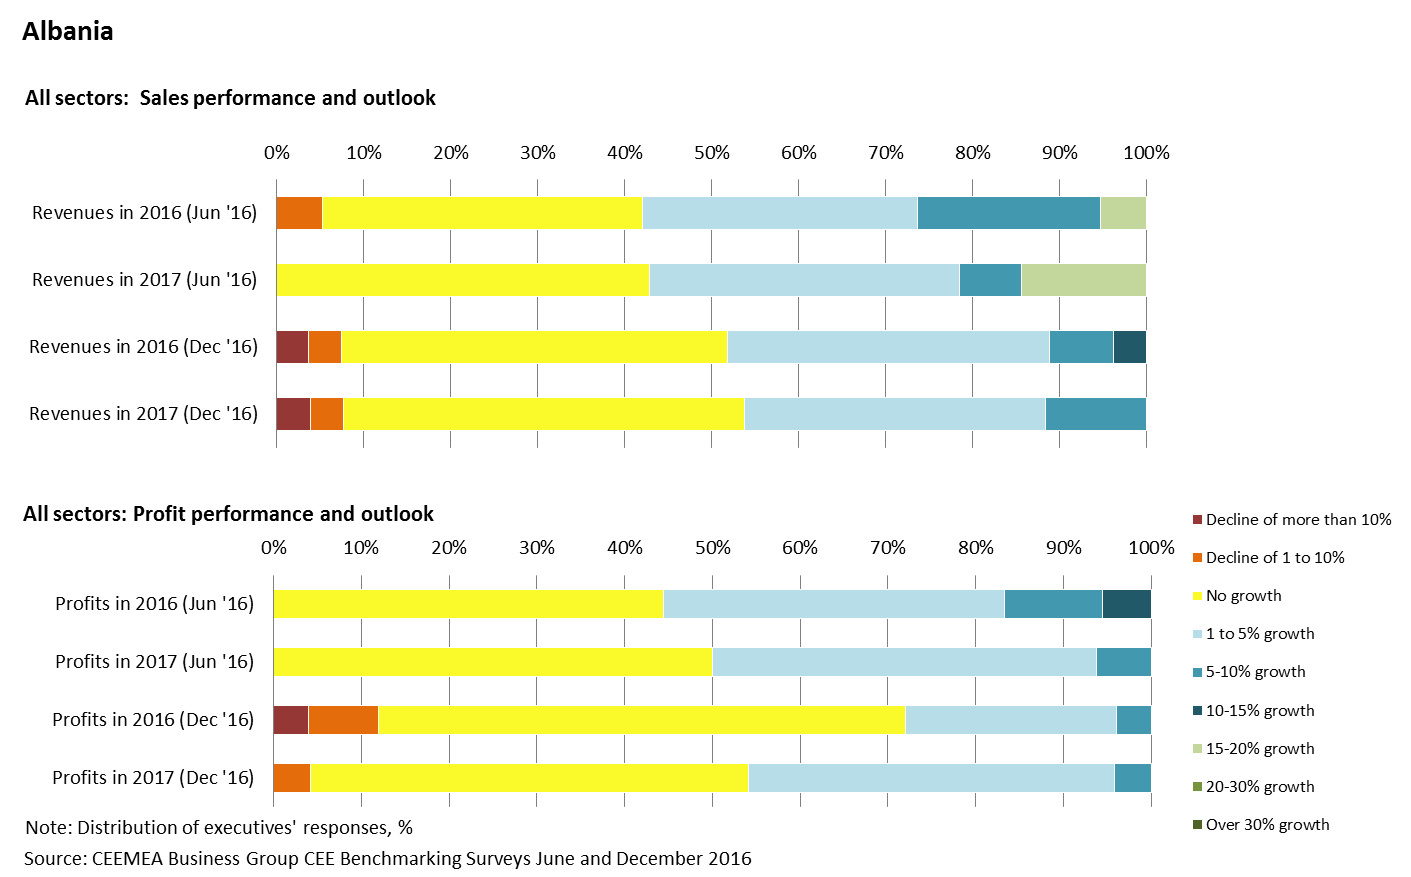 Albania
All sectors:  Sales performance and outlook
0% 10% 20% 30% 40% 50% 60% 70% 80% 90% 100%
Revenues in 2016 (Jun '16)
Revenues in 2017 (Jun '16)
Revenues in 2016 (Dec '16)
Revenues in 2017 (Dec '16)
All sectors: Profit performance and outlook
0% 10% 20% 30% 40% 50% 60% 70% 80% 90% 100%
Profits in 2016 (Jun '16)
Profits in 2017 (Jun '16)
Profits in 2016 (Dec '16)
Profits in 2017 (Dec '16)
Decline of more than 10%
Decline of 1 to 10%
No growth
1 to 5% growth
5-10% growth
10-15% growth
15-20% growth
20-30% growth
Over 30% growth
Note: Distribution of executives' responses, %
Source: CEEMEA Business Group CEE Benchmarking Surveys June and December 2016